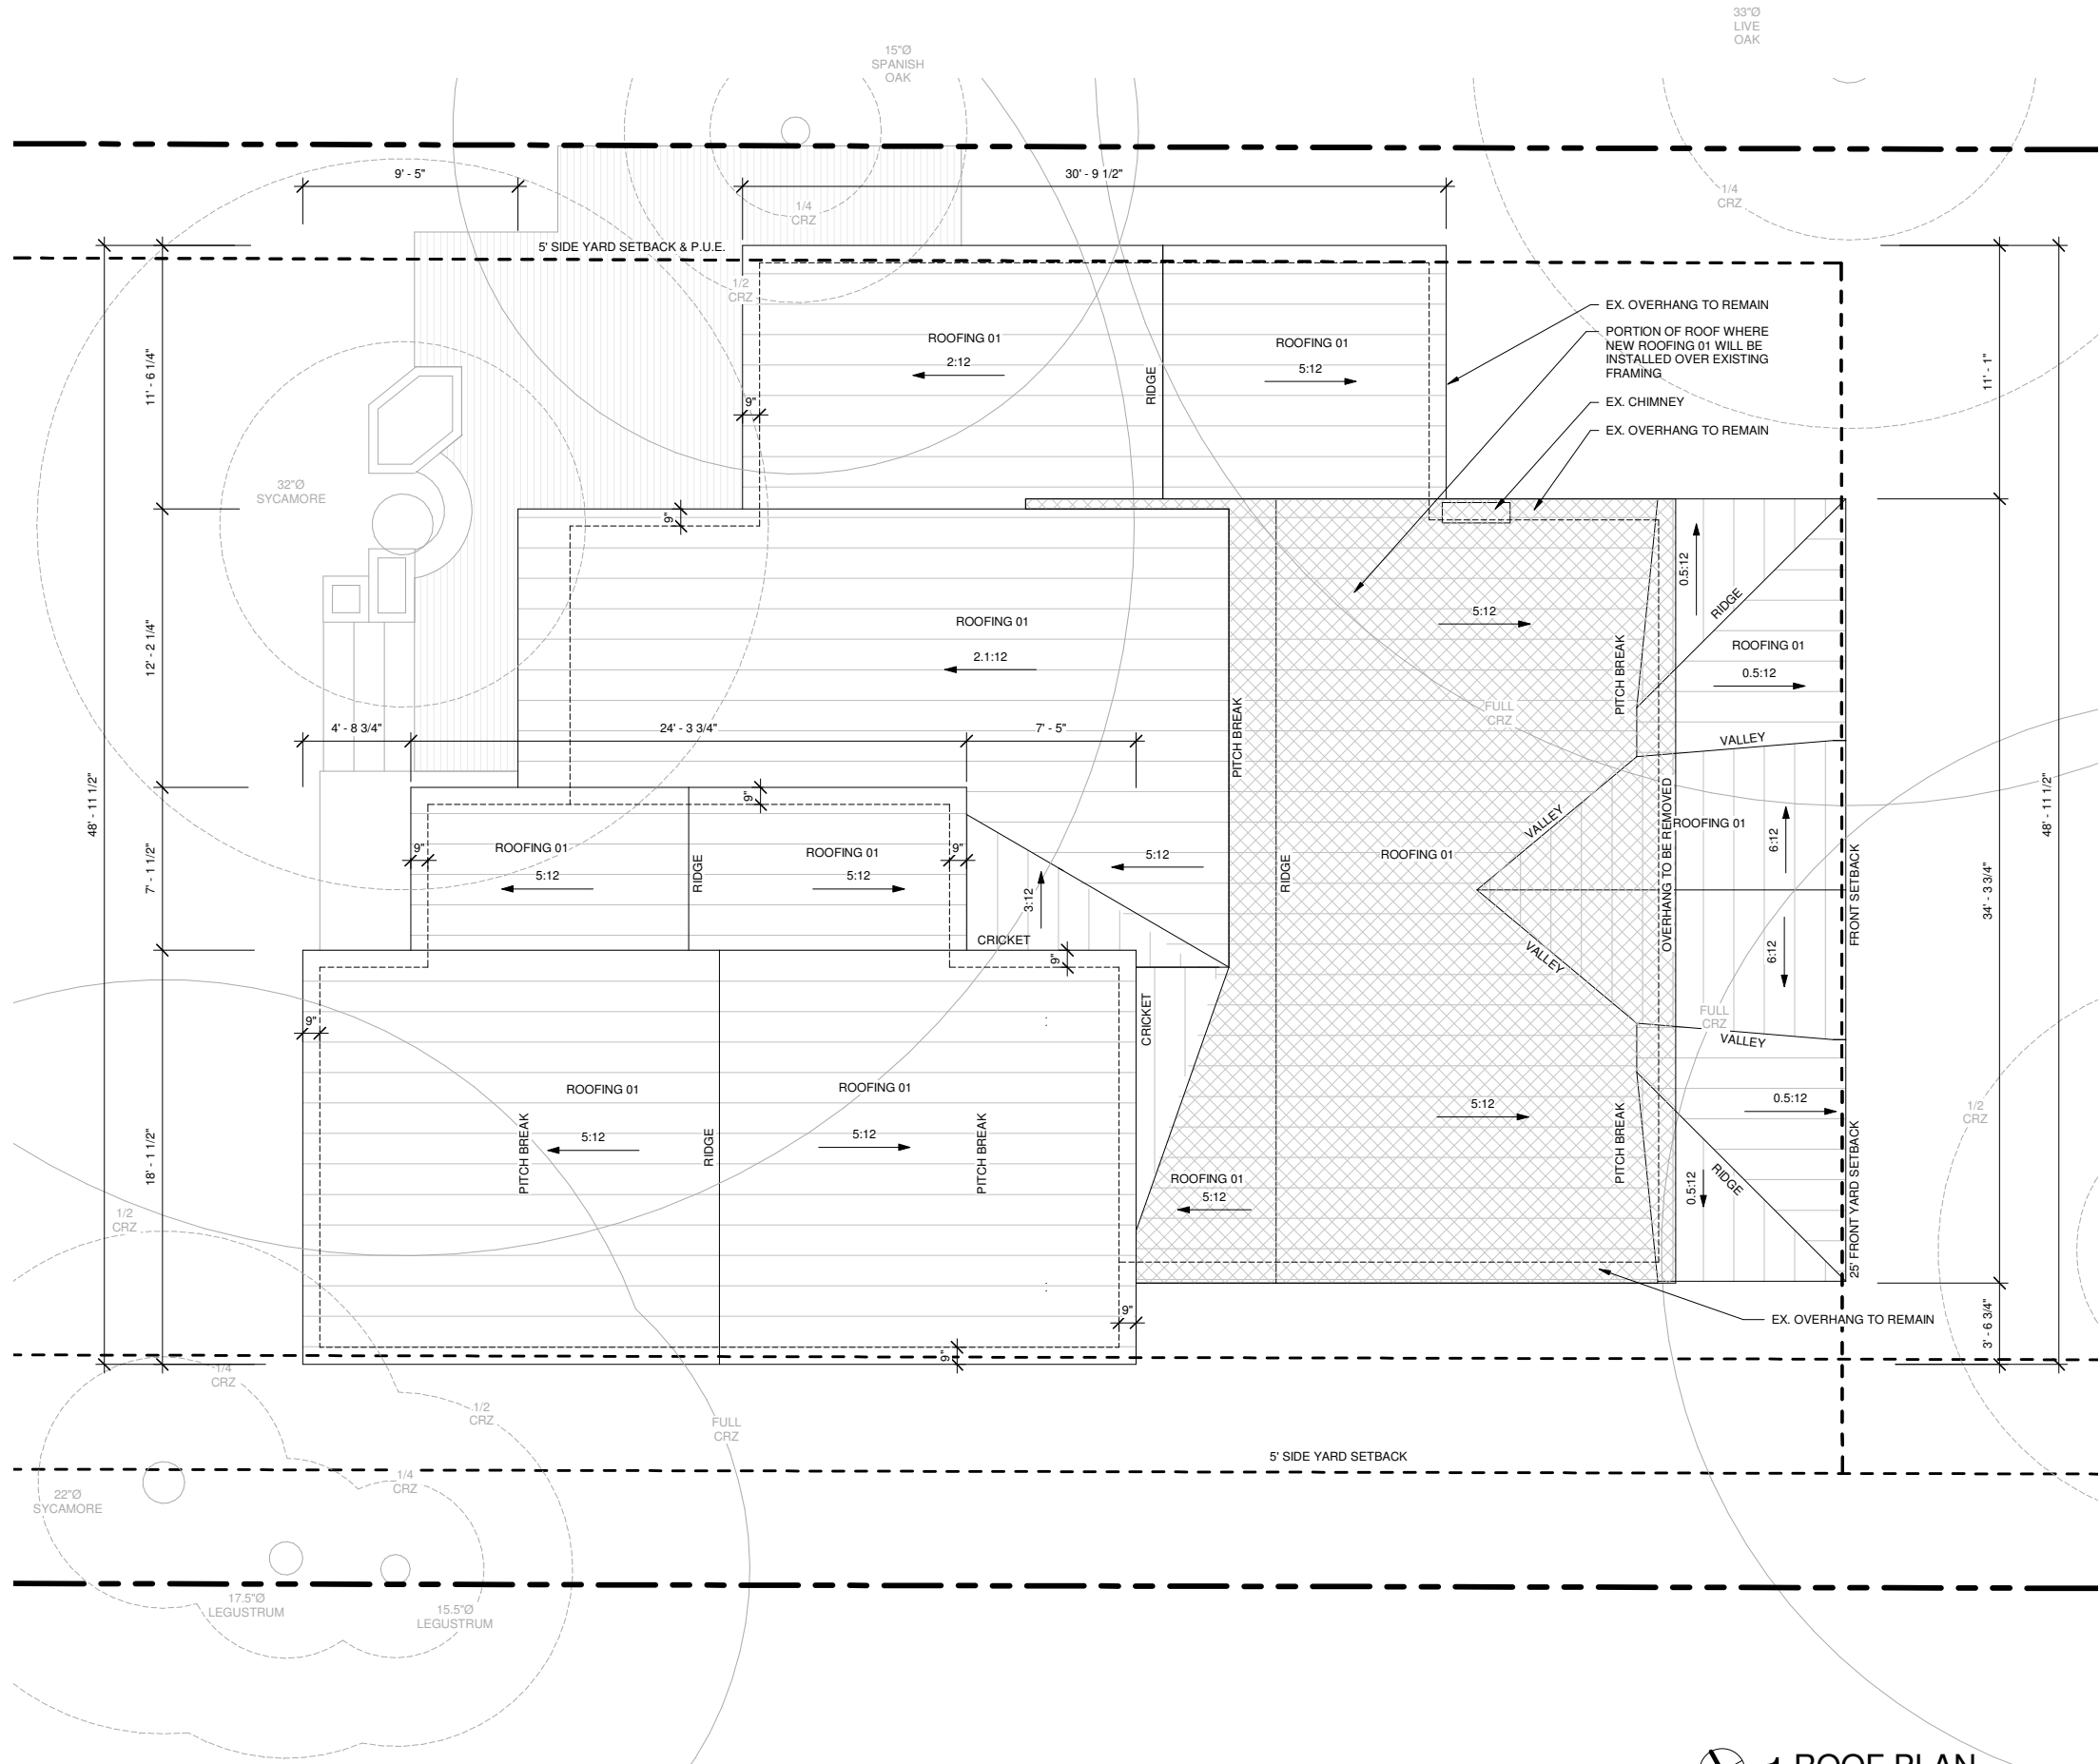 33"Ø
LIVE
OAK
15"Ø
SPANISH
OAK
9' - 5"
30' - 9 1/2"
1/4
CRZ
1/4
CRZ
5' SIDE YARD SETBACK & P.U.E.
1/2
CRZ
EX. OVERHANG TO REMAIN
PORTION OF ROOF WHERE
NEW ROOFING 01 WILL BE
INSTALLED OVER EXISTING
FRAMING
EX. CHIMNEY
EX. OVERHANG TO REMAIN
ROOFING 01
2:12
ROOFING 01
5:12
RIDGE
9"
11' - 6 1/4"
11' - 1"
32"Ø
SYCAMORE
9"
0.5:12
RIDGE
ROOFING 01
2.1:12
5:12
PITCH BREAK
ROOFING 01
0.5:12
12' - 2 1/4"
FULL
CRZ
4' - 8 3/4"
24' - 3 3/4"
7' - 5"
PITCH BREAK
VALLEY
48' - 11 1/2"
48' - 11 1/2"
9"
OVERHANG TO BE REMOVED
ROOFING 01
VALLEY
6:12
7' - 1 1/2"
9"
ROOFING 01
5:12
RIDGE
ROOFING 01
5:12
9"
5:12
3:12
RIDGE
ROOFING 01
FRONT SETBACK
34' - 3 3/4"
CRICKET
9"
VALLEY
6:12
9"
CRICKET
FULL
CRZ
VALLEY
ROOFING 01
5:12
PITCH BREAK
RIDGE
ROOFING 01
5:12
PITCH BREAK
5:12
PITCH BREAK
0.5:12
1/2
CRZ
18' - 1 1/2"
ROOFING 01
5:12
0.5:12
RIDGE
25' FRONT YARD SETBACK
1/2
CRZ
9"
9"
EX. OVERHANG TO REMAIN
3' - 6 3/4"
1/4
CRZ
1/2
CRZ
FULL
CRZ
5' SIDE YARD SETBACK
1/4
CRZ
22"Ø
SYCAMORE
17.5"Ø
LEGUSTRUM
15.5"Ø
LEGUSTRUM
1 ROOF PLAN